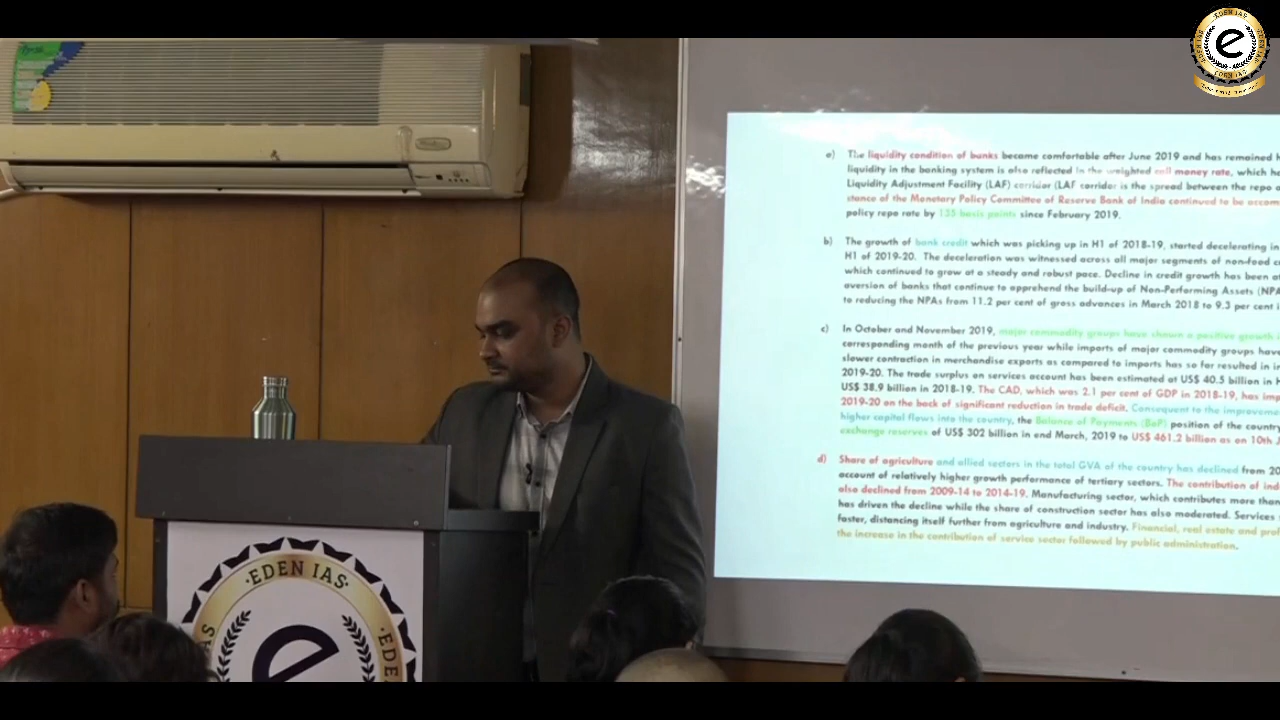 EDEN IAS
e
EDEN IAS
a) The liquidity condition of banks became comfortable after June 2019 and has remained
liquidity in the banking system is also reflected in the weighted call money rate, which
Liquidity Adjustment Facility (LAF) corridor (LAF corridor is the spread between the repo
stance of the Monetary Policy Committee of Reserve Bank of India continued to be
policy repo rate by 135 basis points since February 2019.
b) The growth of bank credit which was picking up in H1 of 2018-19, started decelerating in
H1 of 2019-20. The deceleration was witnessed across all major segments of non-food
which continued to grow at a steady and robust pace. Decline in credit growth has been
aversion of banks that continue to apprehend the build-up of Non-Performing Assets (NPA
to reducing the NPAs from 11.2 per cent of gross advances in March 2018 to 9.3 per cent
c) In October and November 2019, major commodity groups have shown a positive growth
corresponding month of the previous year while imports of major commodity groups have
slower contraction in merchandise exports as compared to imports has so far resulted in
2019-20. The trade surplus on services account has been estimated at US$ 40.5 billion in
US$ 38.9 billion in 2018-19. The CAD, which was 2.1 per cent of GDP in 2018-19, has
2019-20 on the back of significant reduction in trade deficit. Consequent to the
higher capital flows into the country, the Balance of Payments (BoP) position of the country
exchange reserves of US$ 302 billion in end March, 2019 to US$ 461.2 billion as on 10th
d) Share of agriculture and allied sectors in the total GVA of the country has declined from
account of relatively higher growth performance of tertiary sectors. The contribution of
also declined from 2009-14 to 2014-19. Manufacturing sector, which contributes more than
has driven the decline while the share of construction sector has also moderated. Services
faster, distancing itself further from agriculture and industry. Financial, real estate and
the increase in the contribution of service sector followed by public administration.
EDEN IAS
e